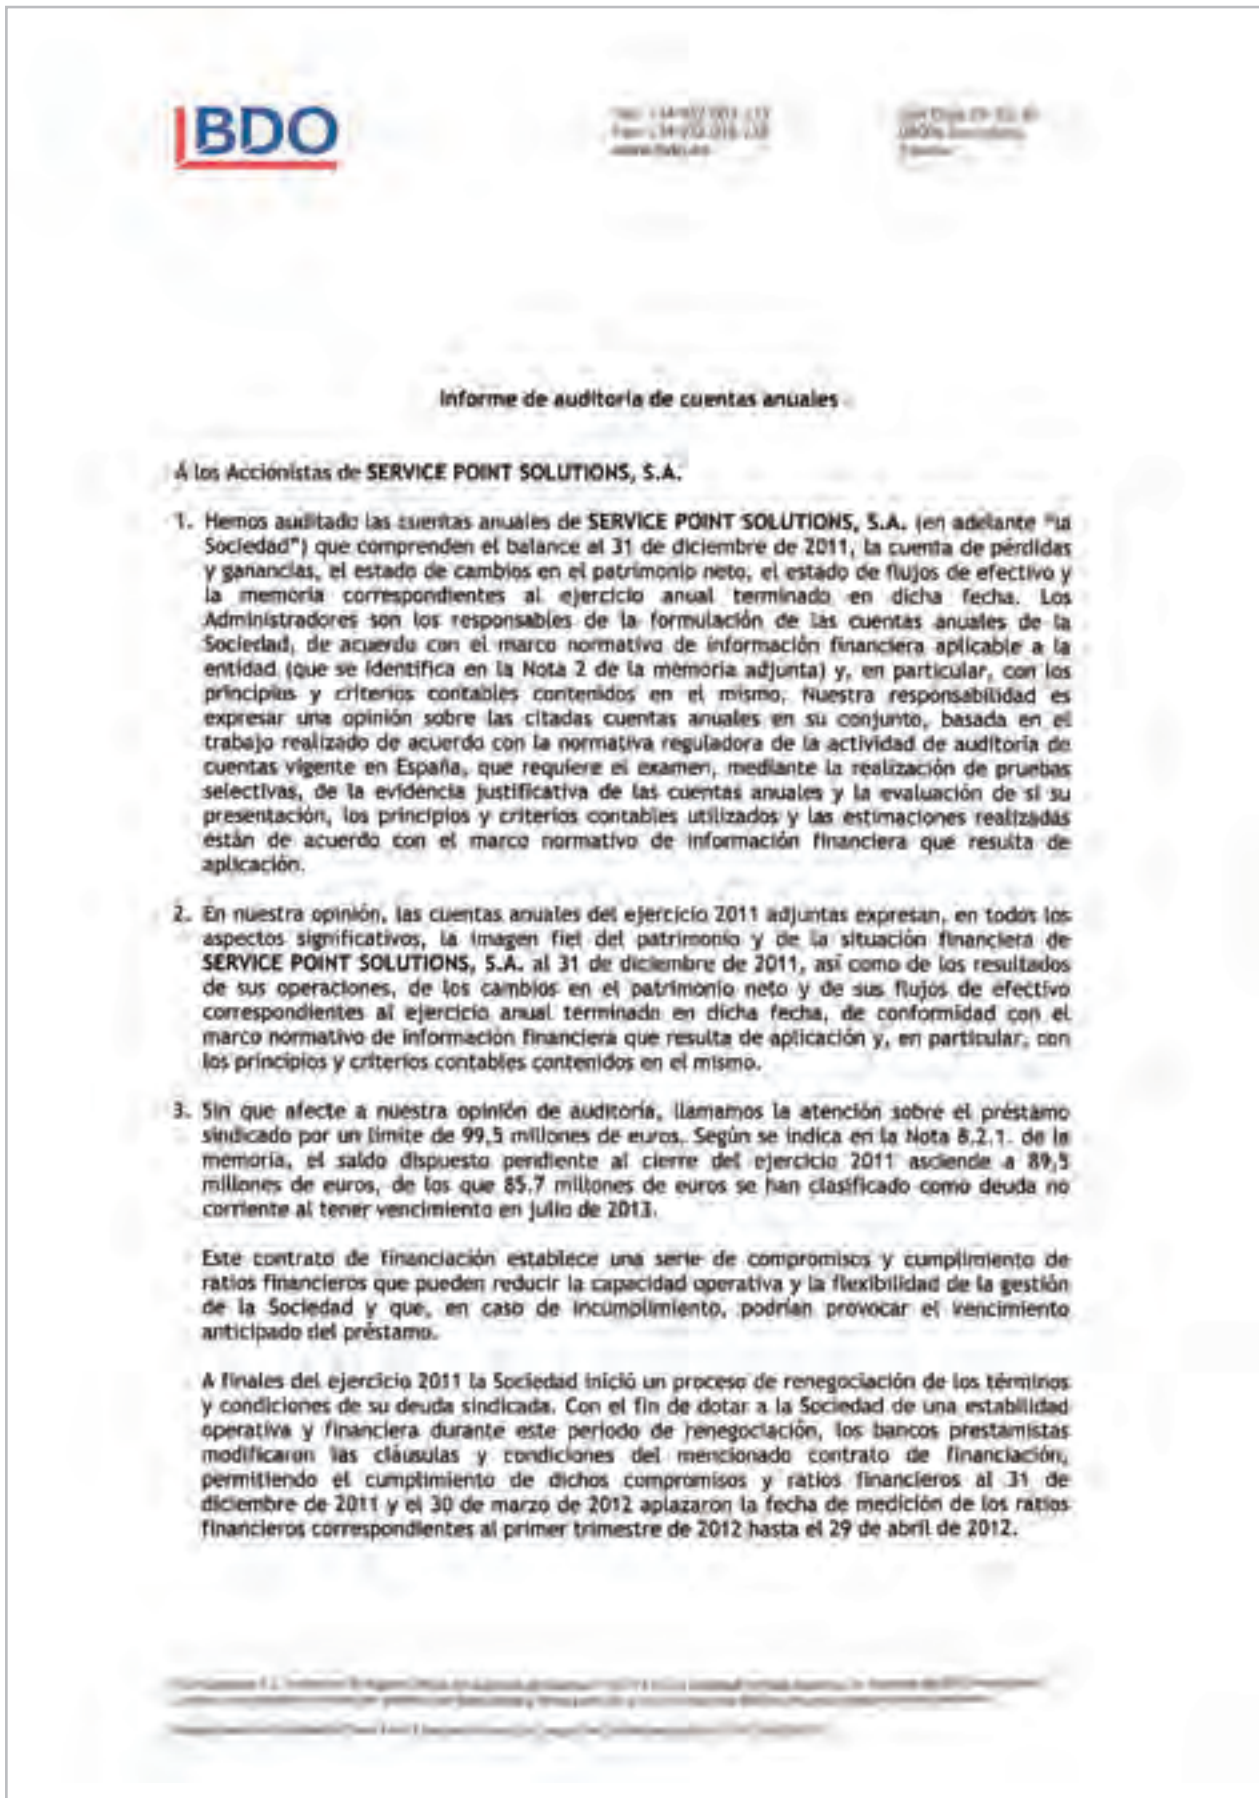 BDO
Informe de auditoría de cuentas anuales
A los Accionistas de SERVICE POINT SOLUTIONS, S.A.
1. Hemos auditado las cuentas anuales de SERVICE POINT SOLUTIONS, S.A. (en adelante "la
Sociedad") que comprenden el balance al 31 de diciembre de 2011, la cuenta de pérdidas
y ganancias, el estado de cambios en el patrimonio neto, el estado de flujos de efectivo y
la memoria correspondientes al ejercicio anual terminado en dicha fecha. Los
Administradores son los responsables de la formulación de las cuentas anuales de la
Sociedad, de acuerdo con el marco normativo de información financiera aplicable a la
entidad (que se identifica en la Nota 2 de la memoria adjunta) y, en particular, con los
principios y criterios contables contenidos en el mismo. Nuestra responsabilidad es
expresar una opinión sobre las citadas cuentas anuales en su conjunto, basada en el
trabajo realizado de acuerdo con la normativa reguladora de la actividad de auditoría de
cuentas vigente en España, que requiere el examen, mediante la realización de pruebas
selectivas, de la evidencia justificativa de las cuentas anuales y la evaluación de si su
presentación, los principios y criterios contables utilizados y las estimaciones realizadas
están de acuerdo con el marco normativo de información financiera que resulta de
aplicación.
2. En nuestra opinión, las cuentas anuales del ejercicio 2011 adjuntas expresan, en todos los
aspectos significativos, la imagen fiel del patrimonio y de la situación financiera de
SERVICE POINT SOLUTIONS, S.A. al 31 de diciembre de 2011, así como de los resultados
de sus operaciones, de los cambios en el patrimonio neto y de sus flujos de efectivo
correspondientes al ejercicio anual terminado en dicha fecha, de conformidad con el
marco normativo de información financiera que resulta de aplicación y, en particular, con
los principios y criterios contables contenidos en el mismo.
3. Sin que afecte a nuestra opinión de auditoría, llamamos la atención sobre el préstamo
sindicado por un límite de 99,5 millones de euros. Según se indica en la Nota 8.2.1. de la
memoria, el saldo dispuesto pendiente al cierre del ejercicio 2011 asciende a 89,5
millones de euros, de los que 85,7 millones de euros se han clasificado como deuda no
corriente al tener vencimiento en julio de 2013.
Este contrato de financiación establece una serie de compromisos y cumplimiento de
ratios financieros que pueden reducir la capacidad operativa y la flexibilidad de la gestión
de la Sociedad y que, en caso de incumplimiento, podrían provocar el vencimiento
anticipado del préstamo.
A finales del ejercicio 2011 la Sociedad inició un proceso de renegociación de los términos
y condiciones de su deuda sindicada. Con el fin de dotar a la Sociedad de una estabilidad
operativa y financiera durante este periodo de renegociación, los bancos prestamistas
modificaron las cláusulas y condiciones del mencionado contrato de financiación,
permitiendo el cumplimiento de dichos compromisos y ratios financieros al 31 de
diciembre de 2011 y el 30 de marzo de 2012 aplazaron la fecha de medición de los ratios
financieros correspondientes al primer trimestre de 2012 hasta el 29 de abril de 2012.